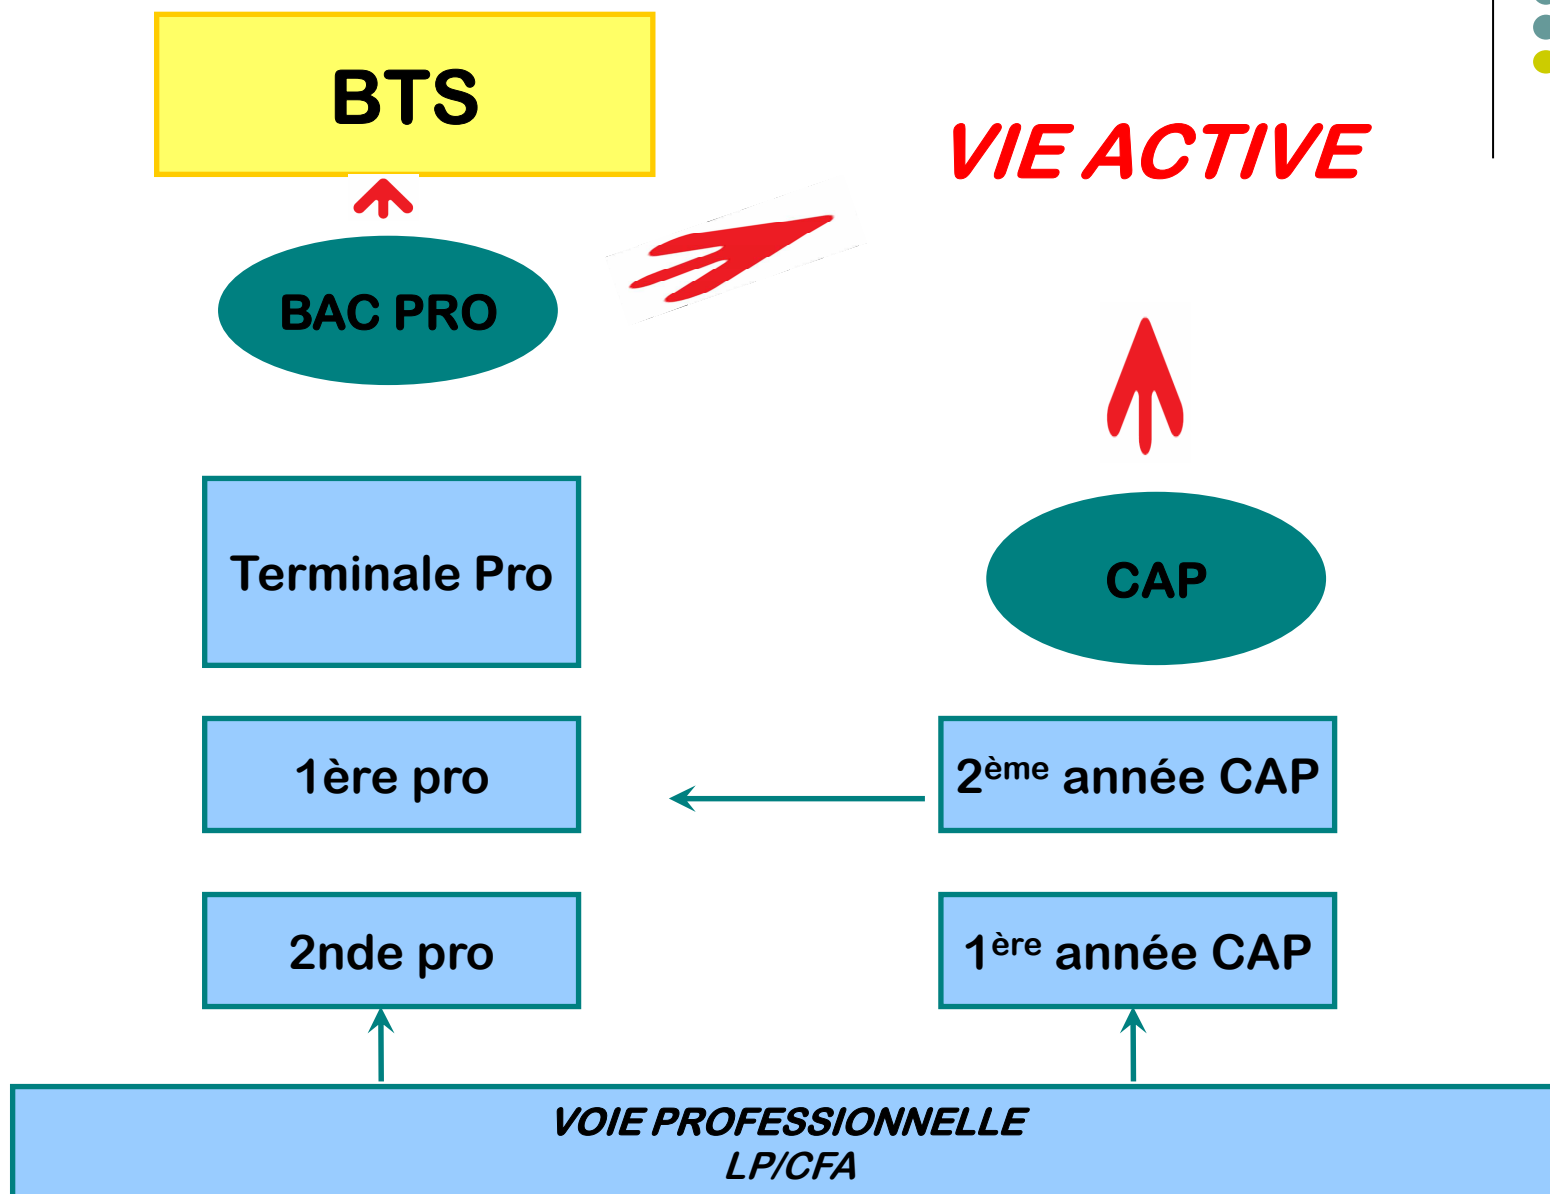 BTS
VIE ACTIVE
BAC PRO
Terminale Pro
CAP
1ère pro
2ème année CAP
2nde pro
1ère année CAP
VOIE PROFESSIONNELLE
LP/CFA